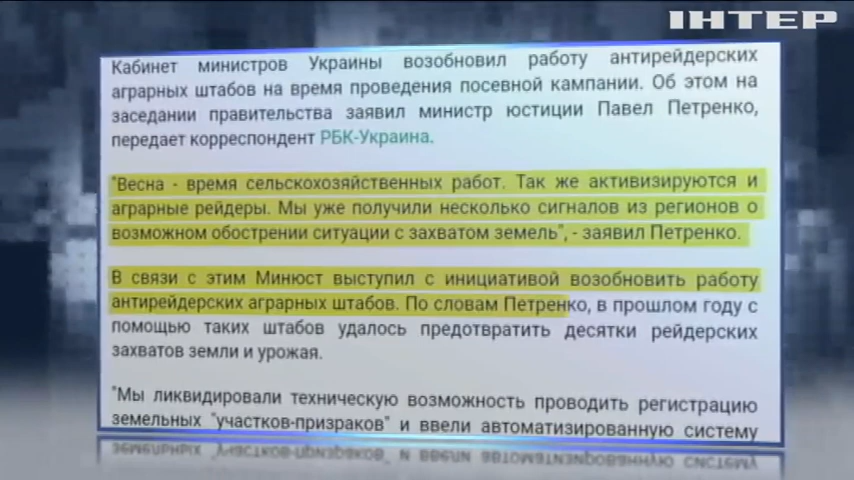 ІНТЕР
Кабинет министров Украины возобновил работу антирейдерских
аграрных штабов на время проведения посевной кампании. Об этом на
заседании правительства заявил министр юстиции Павел Петренко,
передает корреспондент РБК-Украина.
"Весна - время сельскохозяйственных работ. Так же активизируются и
аграрные рейдеры. Мы уже получили несколько сигналов из регионов о
возможном обострении ситуации с захватом земель", - заявил Петренко.
В связи с этим Минюст выступил с инициативой возобновить работу
антирейдерских аграрных штабов. По словам Петренко, в прошлом году с
помощью таких штабов удалось предотвратить десятки рейдерских
захватов земли и урожая.
"Мы ликвидировали техническую возможность проводить регистрацию
земельных "участков-призраков" и ввели автоматизированную систему